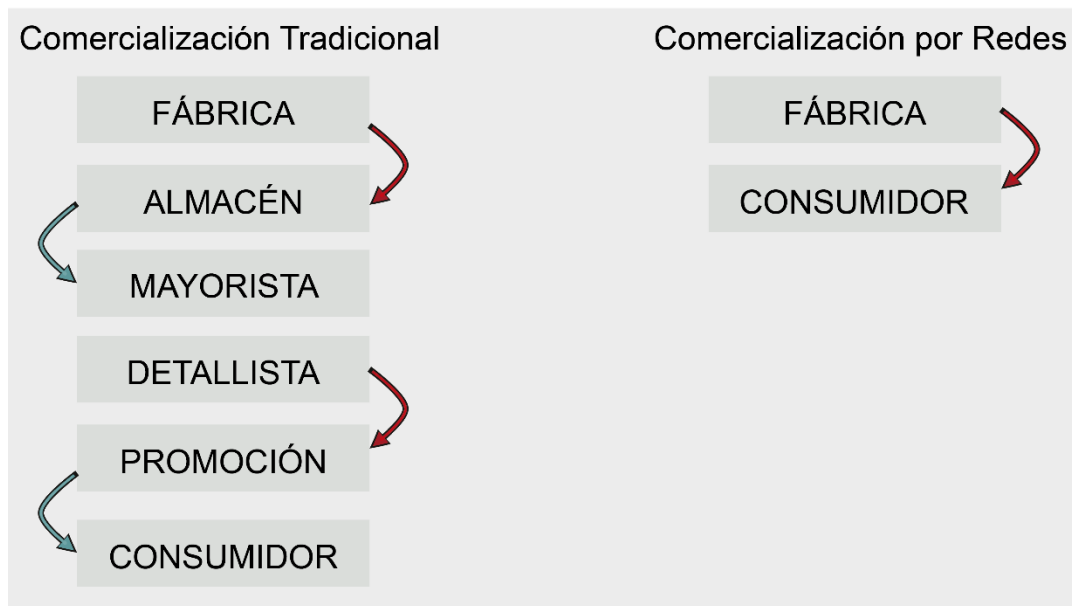 Comercialización Tradicional
FÁBRICA
ALMACÉN
MAYORISTA
DETALLISTA
PROMOCIÓN
CONSUMIDOR
Comercialización por Redes
FÁBRICA
CONSUMIDOR